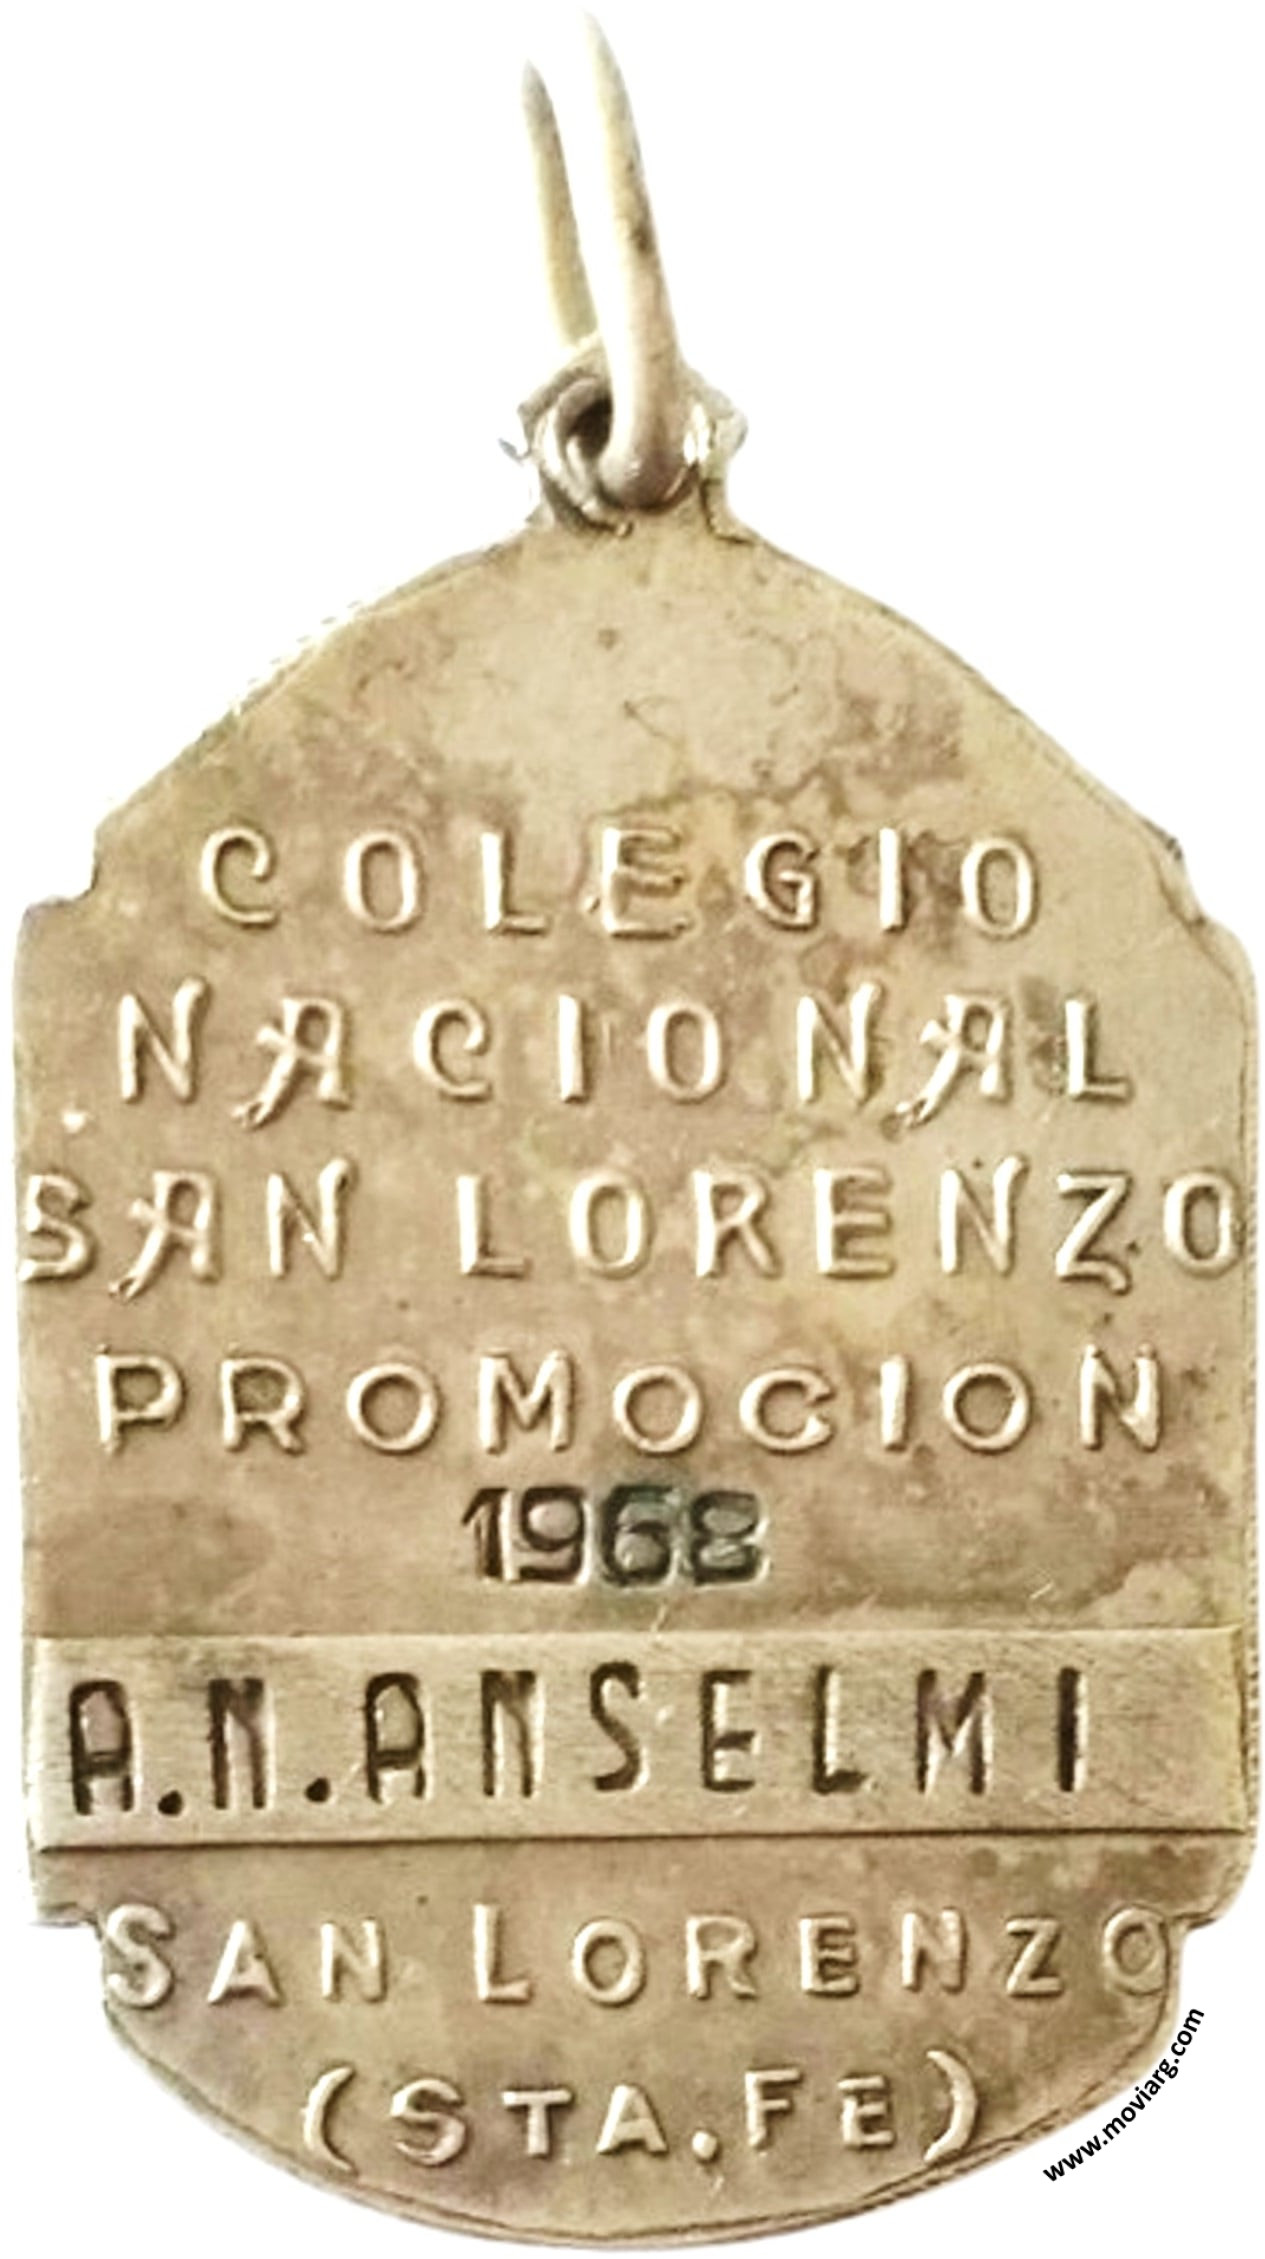 COLEGIO
NACIONAL
SAN LORENZO
PROMOCION
1968
A.N.ANSELMI
SAN LORENZO
(STA.FE)
www.moviarg.com